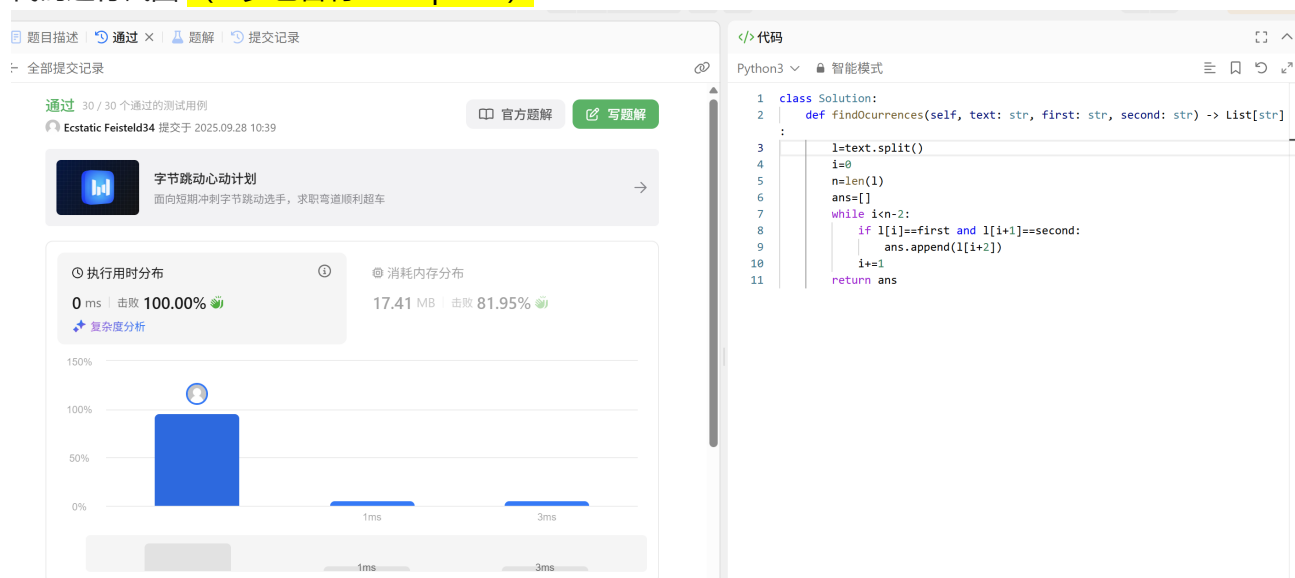 题目描述 通过 × 题解 提交记录
全部提交记录
通过 30 / 30 个通过的测试用例
Ecstatic Feisteld34 提交于 2025.09.28 10:39
官方题解
写题解
字节跳动心动计划
面向短期冲刺字节跳动选手，求职弯道顺利超车
执行用时分布
0 ms 击败 100.00%
复杂度分析
消耗内存分布
17.41 MB 击败 81.95%
150%
100%
50%
0%
1ms 3ms
1ms 3ms
</> 代码
Python3 智能模式
1 class Solution:
2 def findOcurrences(self, text: str, first: str, second: str) -> List[str]
:
3 l=text.split()
4 i=0
5 n=len(l)
6 ans=[]
7 while i<n-2:
8 if l[i]==first and l[i+1]==second:
9 ans.append(l[i+2])
10 i+=1
11 return ans